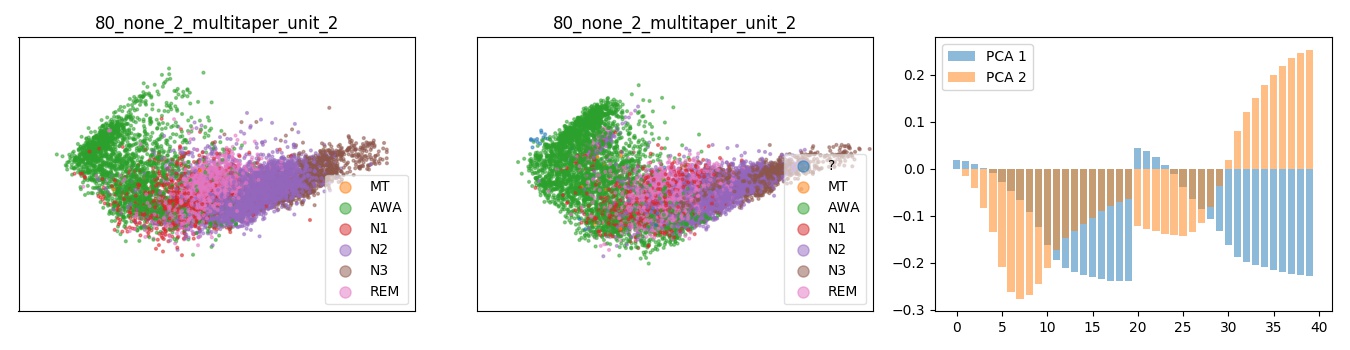 80_none_2_multitaper_unit_2
MT
AWA
N1
N2
N3
REM
80_none_2_multitaper_unit_2
?
MT
AWA
N1
N2
N3
REM
PCA 1
PCA 2
0.2
0.1
0.0
−0.1
−0.2
−0.3
0 5 10 15 20 25 30 35 40